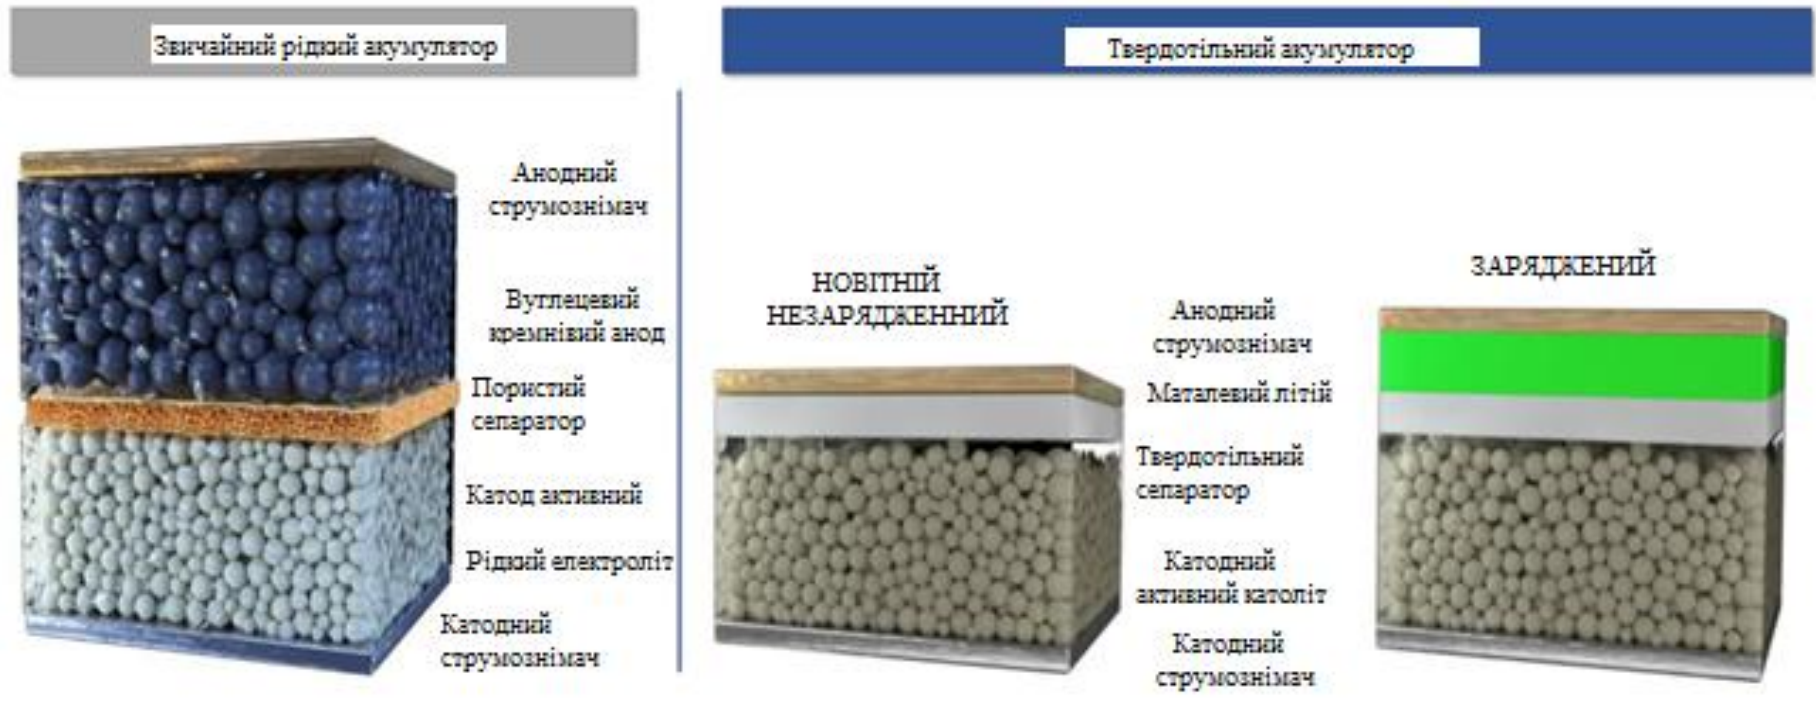 Звичайний рідкий акумулятор
Твердотільний акумулятор
Анодний
струмознімач
Вуглецевий
кремнівий анод
Пористий
сепаратор
Катод активний
Рідкий електроліт
Катодний
струмознімач
НОВІТНІЙ
НЕЗАРЯДЖЕННИЙ
Анодний
струмознімач
Маталевий літій
Твердотільний
сепаратор
Катодний
активний католіт
Катодний
струмознімач
ЗАРЯДЖЕНИЙ